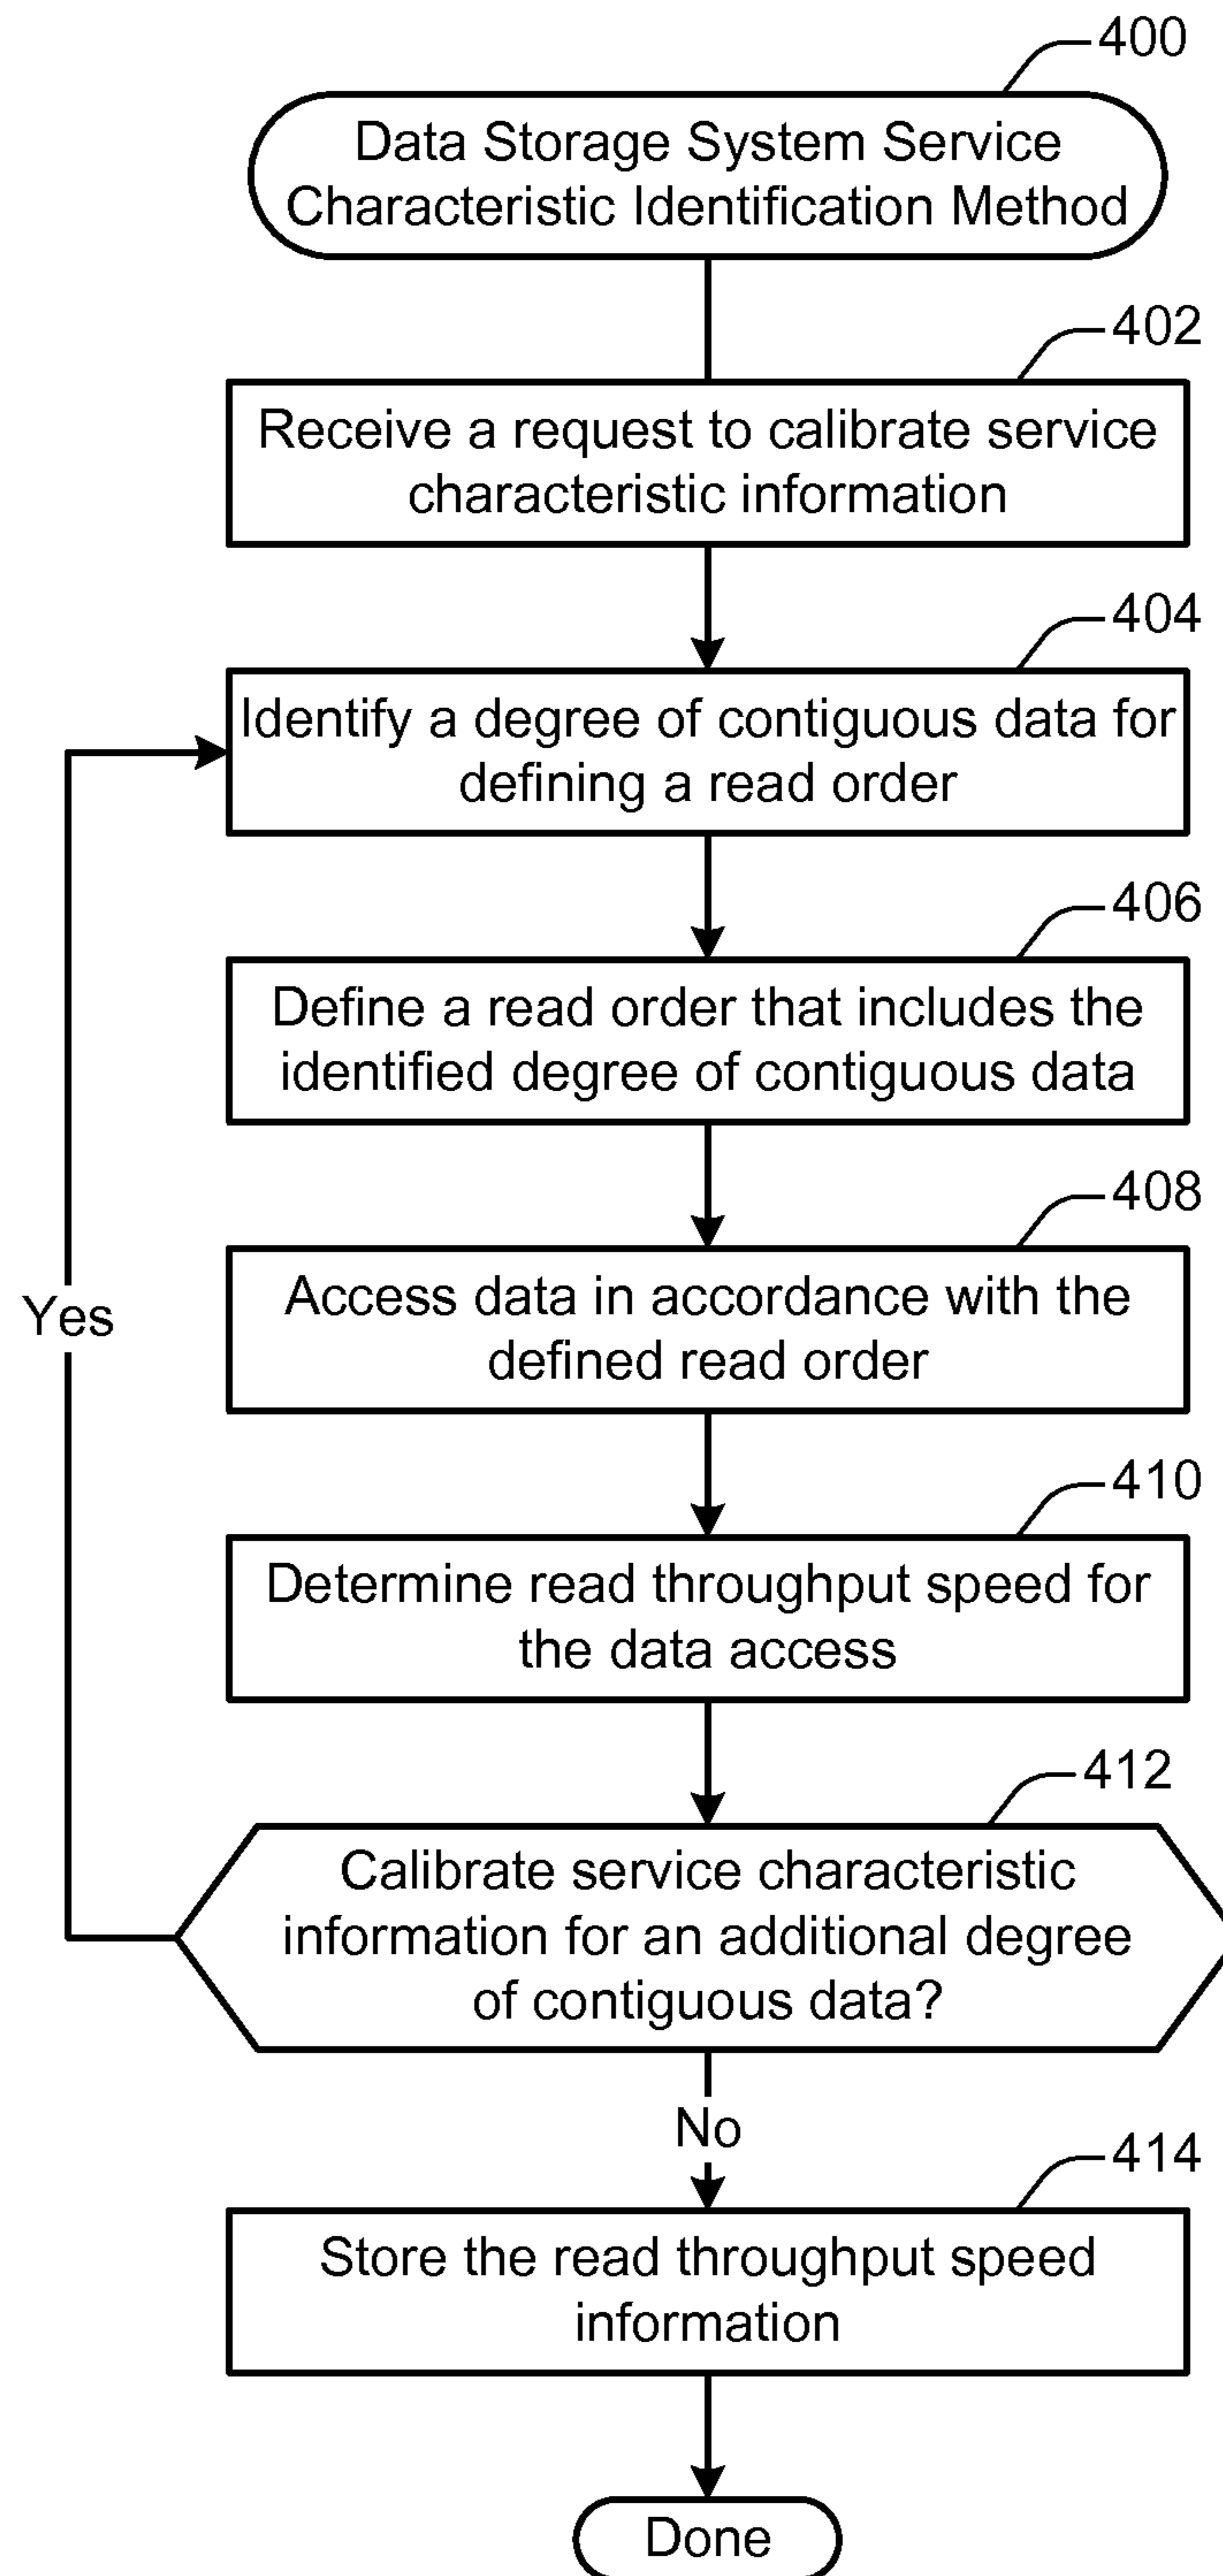 400
Data Storage System Service
Characteristic Identification Method
402
Receive a request to calibrate service
characteristic information
404
Identify a degree of contiguous data for
defining a read order
406
Define a read order that includes the
identified degree of contiguous data
408
Access data in accordance with the
defined read order
Yes
410
Determine read throughput speed for
the data access
412
Calibrate service characteristic
information for an additional degree
of contiguous data?
No
414
Store the read throughput speed
information
Done